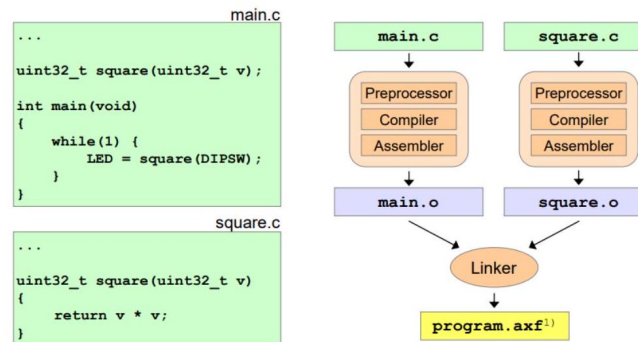 main.c
...
uint32_t square(uint32_t v);
int main(void)
{
while(1) {
LED = square(DIPSW);
}
}
square.c
...
uint32_t square(uint32_t v)
{
return v * v;
}
main.c
square.c
Preprocessor
Compiler
Assembler
Preprocessor
Compiler
Assembler
main.o
square.o
Linker
program.axf1)